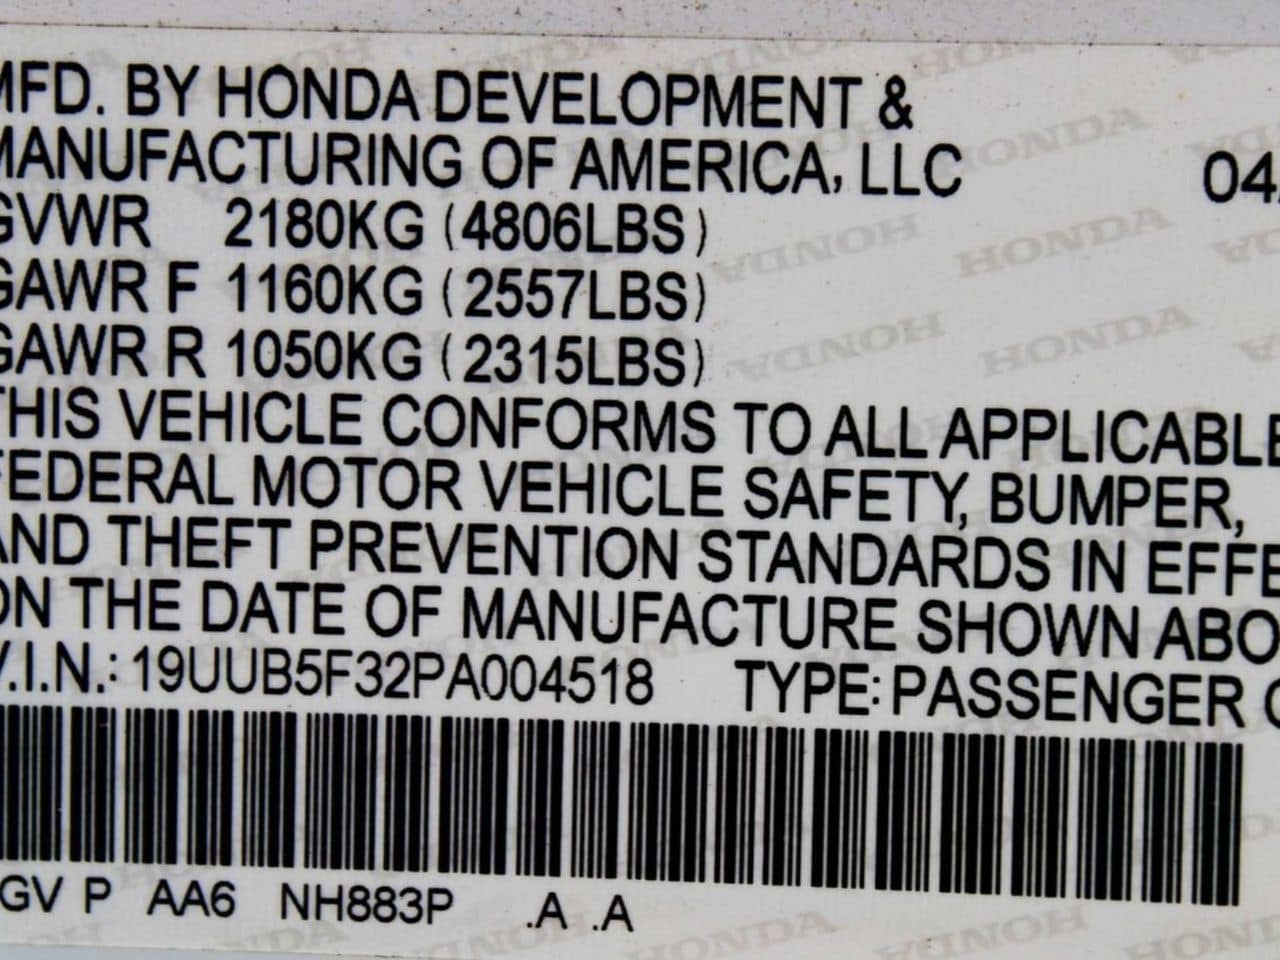 MFD. BY HONDA DEVELOPMENT &
MANUFACTURING OF AMERICA, LLC 04
GVWR 2180KG (4806LBS)
GAWR F 1160KG (2557LBS)
GAWR R 1050KG (2315LBS)
THIS VEHICLE CONFORMS TO ALL APPLICABLE
FEDERAL MOTOR VEHICLE SAFETY, BUMPER,
AND THEFT PREVENTION STANDARDS IN EFFE
ON THE DATE OF MANUFACTURE SHOWN ABO
V.I.N.: 19UUB5F32PA004518 TYPE: PASSENGER C
GV P AA6 NH883P .A .A